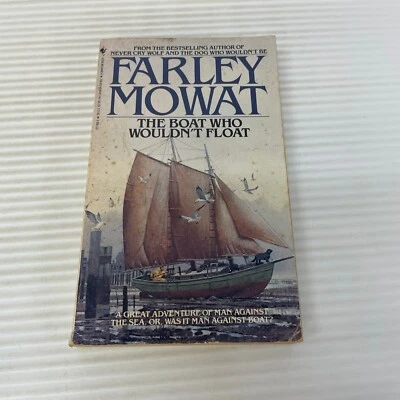 FROM THE BESTSELLING AUTHOR OF
NEVER CRY WOLF AND THE DOG WHO WOULDN'T BE
FARLEY
MOWAT
THE BOAT WHO
WOULDN'T FLOAT
A GREAT ADVENTURE OF MAN AGAINST
THE SEA. OR, WAS IT MAN AGAINST BOAT?